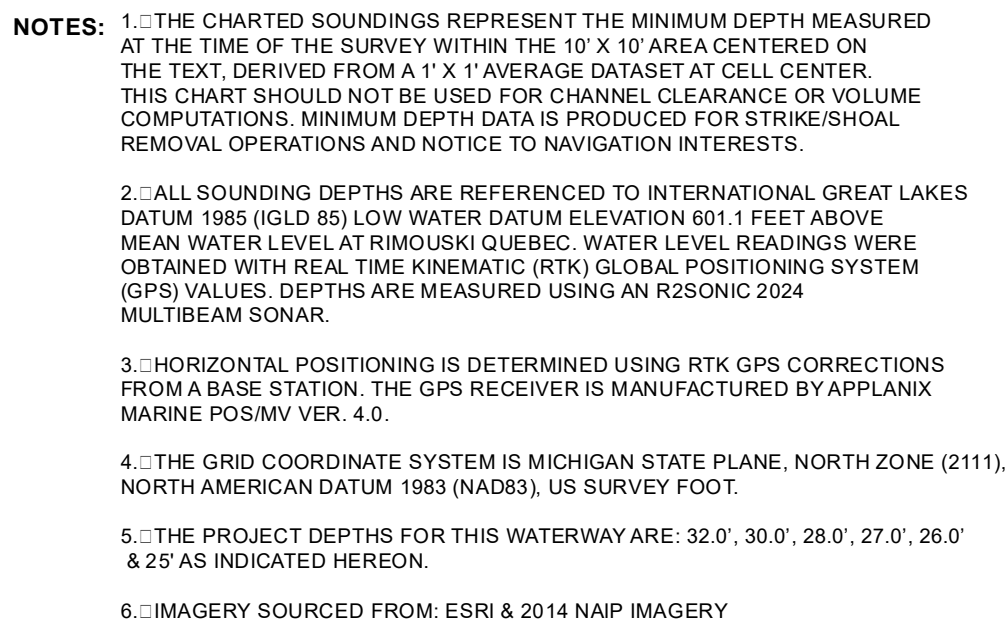 NOTES: 1.□THE CHARTED SOUNDINGS REPRESENT THE MINIMUM DEPTH MEASURED
AT THE TIME OF THE SURVEY WITHIN THE 10’ X 10’ AREA CENTERED ON
THE TEXT, DERIVED FROM A 1' X 1' AVERAGE DATASET AT CELL CENTER.
THIS CHART SHOULD NOT BE USED FOR CHANNEL CLEARANCE OR VOLUME
COMPUTATIONS. MINIMUM DEPTH DATA IS PRODUCED FOR STRIKE/SHOAL
REMOVAL OPERATIONS AND NOTICE TO NAVIGATION INTERESTS.
2.□ALL SOUNDING DEPTHS ARE REFERENCED TO INTERNATIONAL GREAT LAKES
DATUM 1985 (IGLD 85) LOW WATER DATUM ELEVATION 601.1 FEET ABOVE
MEAN WATER LEVEL AT RIMOUSKI QUEBEC. WATER LEVEL READINGS WERE
OBTAINED WITH REAL TIME KINEMATIC (RTK) GLOBAL POSITIONING SYSTEM
(GPS) VALUES. DEPTHS ARE MEASURED USING AN R2SONIC 2024
MULTIBEAM SONAR.
3.□HORIZONTAL POSITIONING IS DETERMINED USING RTK GPS CORRECTIONS
FROM A BASE STATION. THE GPS RECEIVER IS MANUFACTURED BY APPLANIX
MARINE POS/MV VER. 4.0.
4.□THE GRID COORDINATE SYSTEM IS MICHIGAN STATE PLANE, NORTH ZONE (2111),
NORTH AMERICAN DATUM 1983 (NAD83), US SURVEY FOOT.
5.□THE PROJECT DEPTHS FOR THIS WATERWAY ARE: 32.0’, 30.0’, 28.0’, 27.0’, 26.0’
& 25' AS INDICATED HEREON.
6.□IMAGERY SOURCED FROM: ESRI & 2014 NAIP IMAGERY